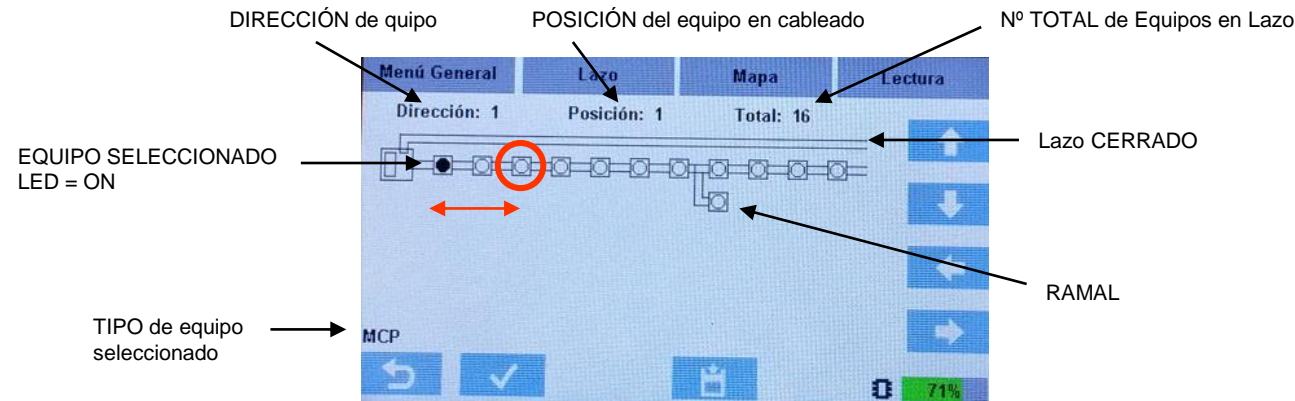 DIRECCIÓN de quipo
POSICIÓN del equipo en cableado
Nº TOTAL de Equipos en Lazo
Menú General
Lazo
Mapa
Lectura
Dirección: 1
Posición: 1
Total: 16
Lazo CERRADO
EQUIPO SELECCIONADO
LED = ON
RAMAL
TIPO de equipo
seleccionado
MCP
71%